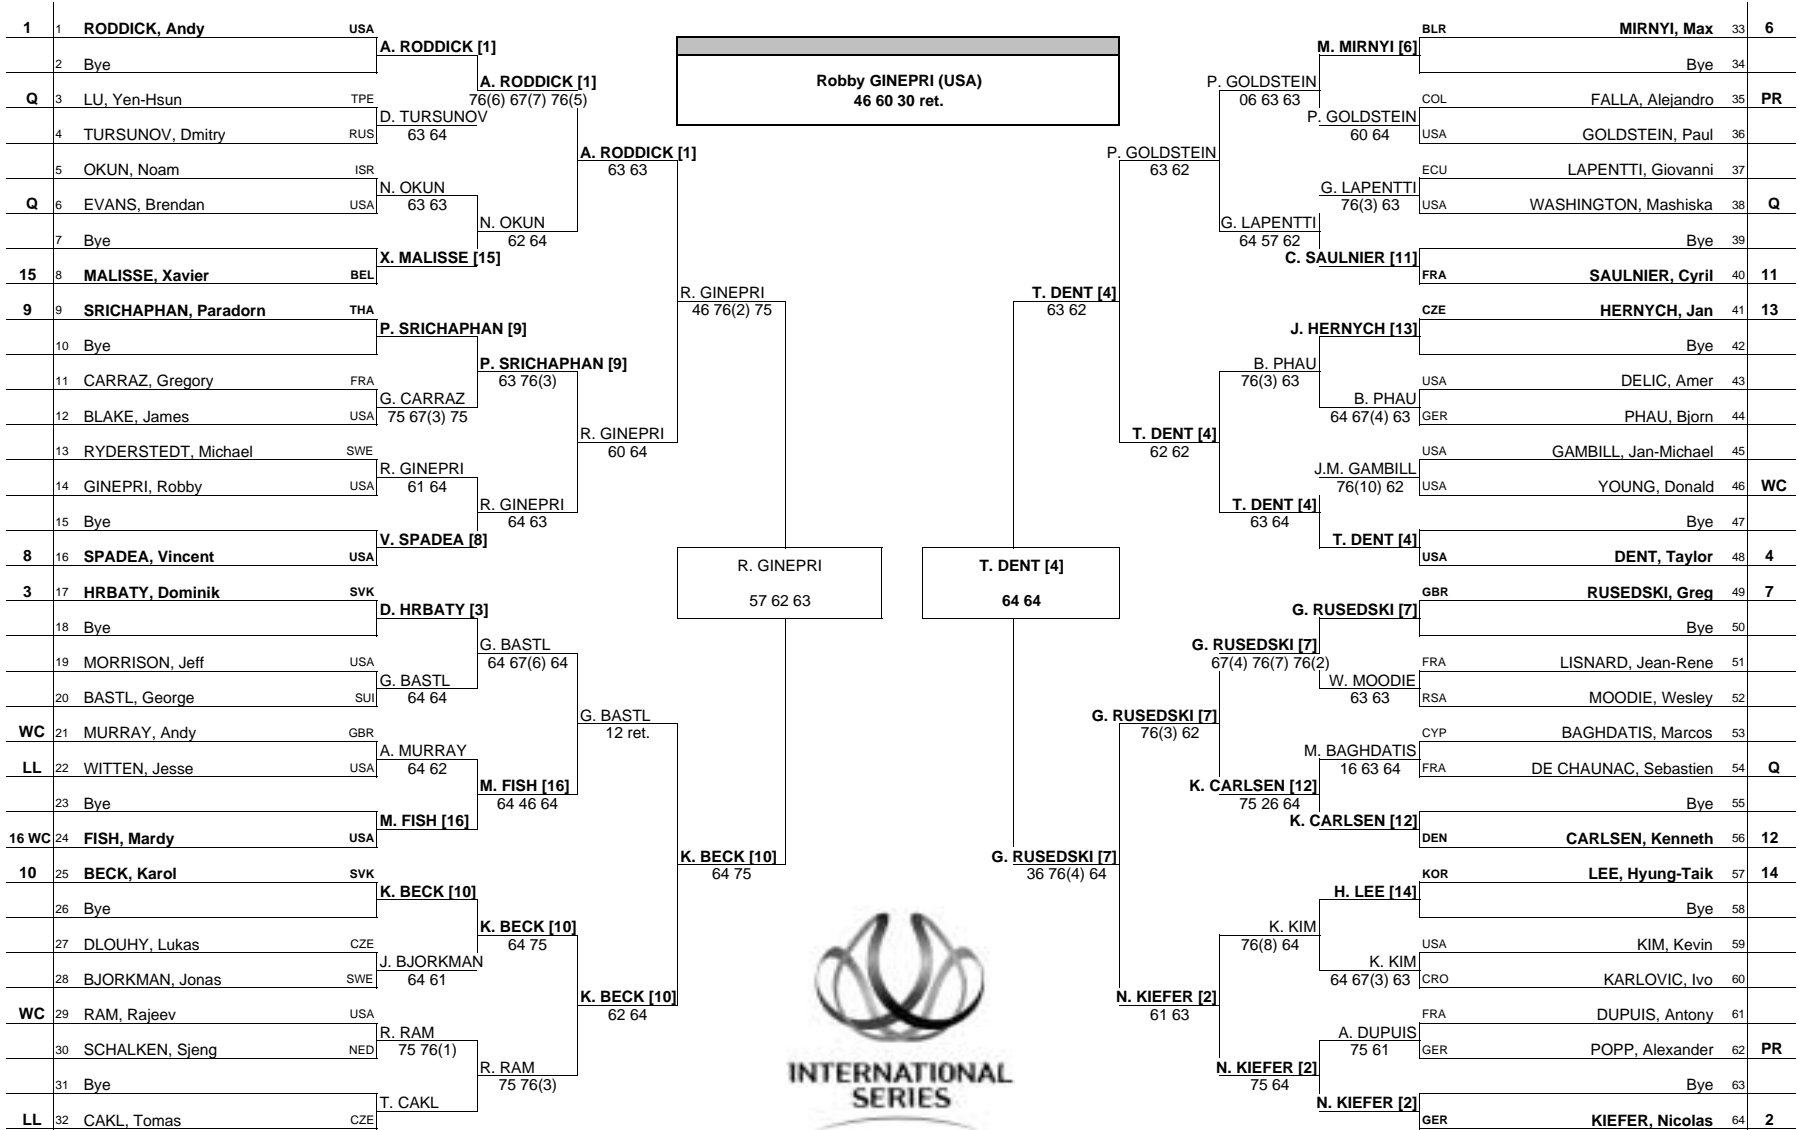 1 1 RODDICK, Andy USA
2 Bye
Q 3 LU, Yen-Hsun TPE
4 TURSUNOV, Dmitry RUS
5 OKUN, Noam ISR
Q 6 EVANS, Brendan USA
7 Bye
15 8 MALISSE, Xavier BEL
9 9 SRICHAPHAN, Paradorn THA
10 Bye
11 CARRAZ, Gregory FRA
12 BLAKE, James USA
13 RYDERSTEDT, Michael SWE
14 GINEPRI, Robby USA
15 Bye
8 16 SPADEA, Vincent USA
3 17 HRBATY, Dominik SVK
18 Bye
19 MORRISON, Jeff USA
20 BASTL, George SUI
WC 21 MURRAY, Andy GBR
LL 22 WITTEN, Jesse USA
23 Bye
16 WC 24 FISH, Mardy USA
10 25 BECK, Karol SVK
26 Bye
27 DLOUHY, Lukas CZE
28 BJORKMAN, Jonas SWE
WC 29 RAM, Rajeev USA
30 SCHALKEN, Sjeng NED
31 Bye
LL 32 CAKL, Tomas CZE
A. RODDICK [1]
D. TURSUNOV
63 64
N. OKUN
63 63
X. MALISSE [15]
P. SRICHAPHAN [9]
G. CARRAZ
75 67(3) 75
R. GINEPRI
61 64
V. SPADEA [8]
D. HRBATY [3]
G. BASTL
64 64
A. MURRAY
64 62
M. FISH [16]
K. BECK [10]
J. BJORKMAN
64 61
R. RAM
75 76(1)
T. CAKL
A. RODDICK [1]
76(6) 67(7) 76(5)
N. OKUN
62 64
P. SRICHAPHAN [9]
63 76(3)
R. GINEPRI
64 63
G. BASTL
64 67(6) 64
M. FISH [16]
64 46 64
K. BECK [10]
64 75
R. RAM
75 76(3)
A. RODDICK [1]
63 63
R. GINEPRI
60 64
G. BASTL
12 ret.
K. BECK [10]
62 64
R. GINEPRI
46 76(2) 75
K. BECK [10]
64 75
R. GINEPRI
57 62 63
Robby GINEPRI (USA)
46 60 30 ret.
T. DENT [4]
64 64
T. DENT [4]
63 62
G. RUSEDSKI [7]
36 76(4) 64
P. GOLDSTEIN
63 62
T. DENT [4]
62 62
G. RUSEDSKI [7]
76(3) 62
N. KIEFER [2]
61 63
P. GOLDSTEIN
06 63 63
G. LAPENTTI
64 57 62
B. PHAU
76(3) 63
T. DENT [4]
63 64
G. RUSEDSKI [7]
67(4) 76(7) 76(2)
K. CARLSEN [12]
75 26 64
K. KIM
76(8) 64
N. KIEFER [2]
75 64
M. MIRNYI [6]
P. GOLDSTEIN
60 64
G. LAPENTTI
76(3) 63
C. SAULNIER [11]
J. HERNYCH [13]
B. PHAU
64 67(4) 63
J.M. GAMBILL
76(10) 62
T. DENT [4]
G. RUSEDSKI [7]
W. MOODIE
63 63
M. BAGHDATIS
16 63 64
K. CARLSEN [12]
H. LEE [14]
K. KIM
64 67(3) 63
A. DUPUIS
75 61
N. KIEFER [2]
BLR MIRNYI, Max 33 6
Bye 34
COL FALLA, Alejandro 35 PR
USA GOLDSTEIN, Paul 36
ECU LAPENTTI, Giovanni 37
USA WASHINGTON, Mashiska 38 Q
Bye 39
FRA SAULNIER, Cyril 40 11
CZE HERNYCH, Jan 41 13
Bye 42
USA DELIC, Amer 43
GER PHAU, Bjorn 44
USA GAMBILL, Jan-Michael 45
USA YOUNG, Donald 46 WC
Bye 47
USA DENT, Taylor 48 4
GBR RUSEDSKI, Greg 49 7
Bye 50
FRA LISNARD, Jean-Rene 51
RSA MOODIE, Wesley 52
CYP BAGHDATIS, Marcos 53
FRA DE CHAUNAC, Sebastien 54 Q
Bye 55
DEN CARLSEN, Kenneth 56 12
KOR LEE, Hyung-Taik 57 14
Bye 58
USA KIM, Kevin 59
CRO KARLOVIC, Ivo 60
FRA DUPUIS, Antony 61
GER POPP, Alexander 62 PR
Bye 63
GER KIEFER, Nicolas 64 2
INTERNATIONAL
SERIES